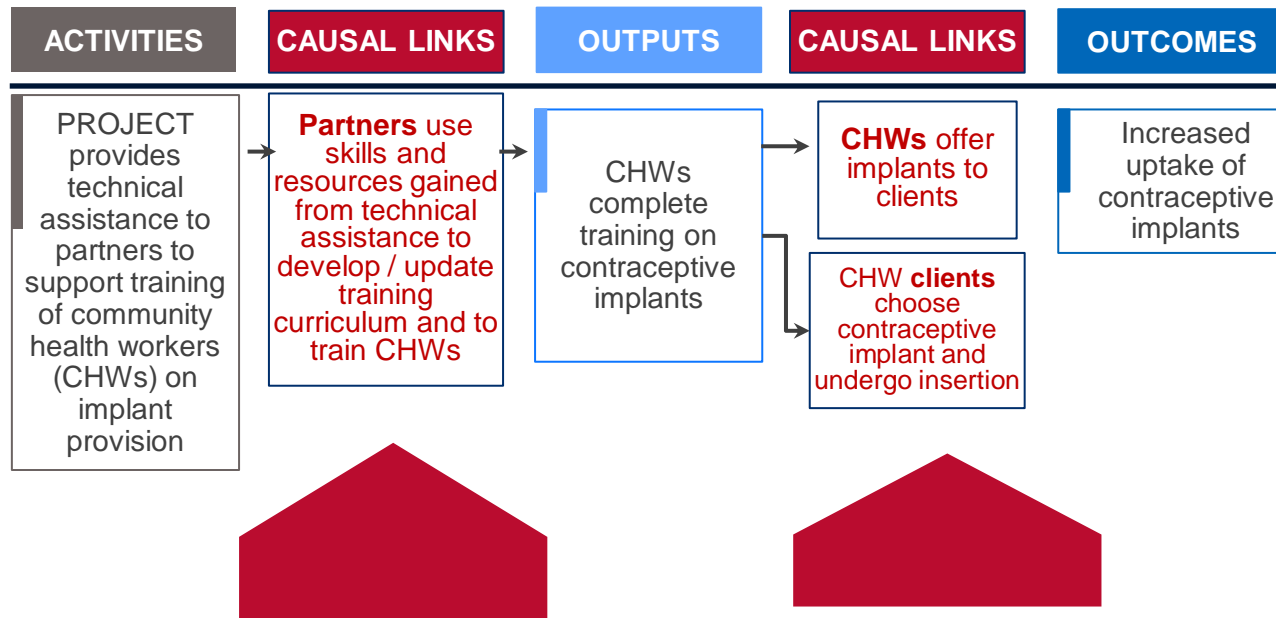 ACTIVITIES
CAUSAL LINKS
OUTPUTS
CAUSAL LINKS
OUTCOMES
PROJECT
provides
technical
assistance to
partners to
support training
of community
health workers
(CHWs) on
implant
provision
Partners use
skills and
resources gained
from technical
assistance to
develop / update
training
curriculum and to
train CHWs
CHWs
complete
training on
contraceptive
implants
CHWs offer
implants to
clients
CHW clients
choose
contraceptive
implant and
undergo insertion
Increased
uptake of
contraceptive
implants